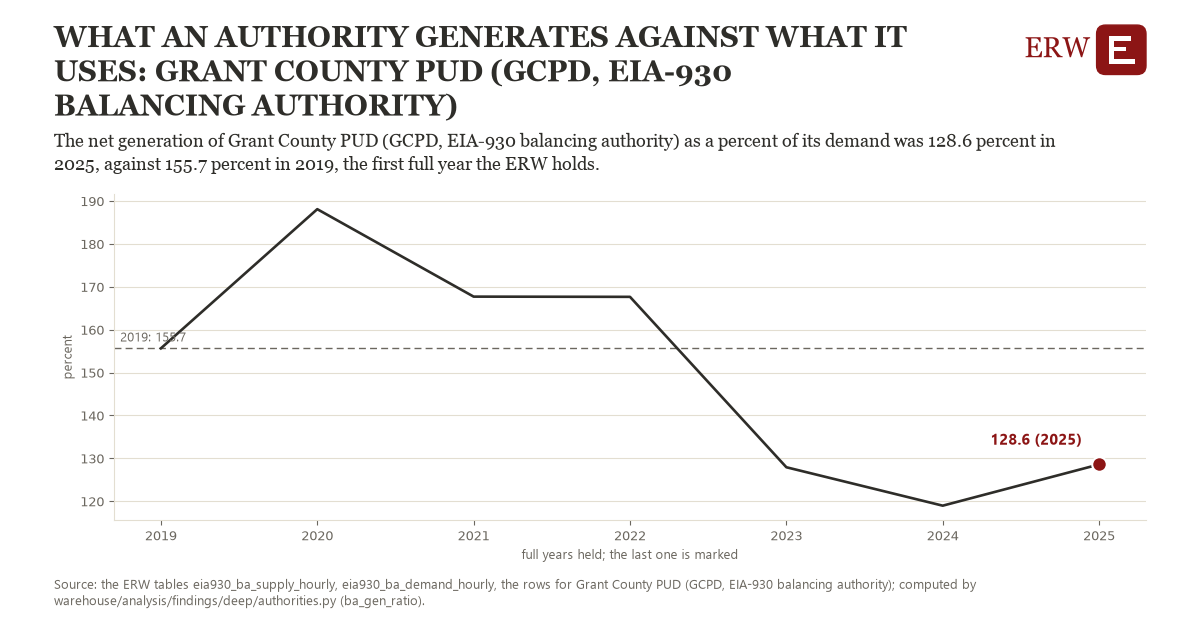 WHAT AN AUTHORITY GENERATES AGAINST WHAT IT
USES: GRANT COUNTY PUD (GCPD, EIA-930
BALANCING AUTHORITY)
ERW E
The net generation of Grant County PUD (GCPD, EIA-930 balancing authority) as a percent of its demand was 128.6 percent in
2025, against 155.7 percent in 2019, the first full year the ERW holds.
190
180
170
160
150
140
130
120
percent
2019: 155.7
128.6 (2025)
2019 2020 2021 2022 2023 2024 2025
full years held; the last one is marked
Source: the ERW tables eia930_ba_supply_hourly, eia930_ba_demand_hourly, the rows for Grant County PUD (GCPD, EIA-930 balancing authority); computed by
warehouse/analysis/findings/deep/authorities.py (ba_gen_ratio).